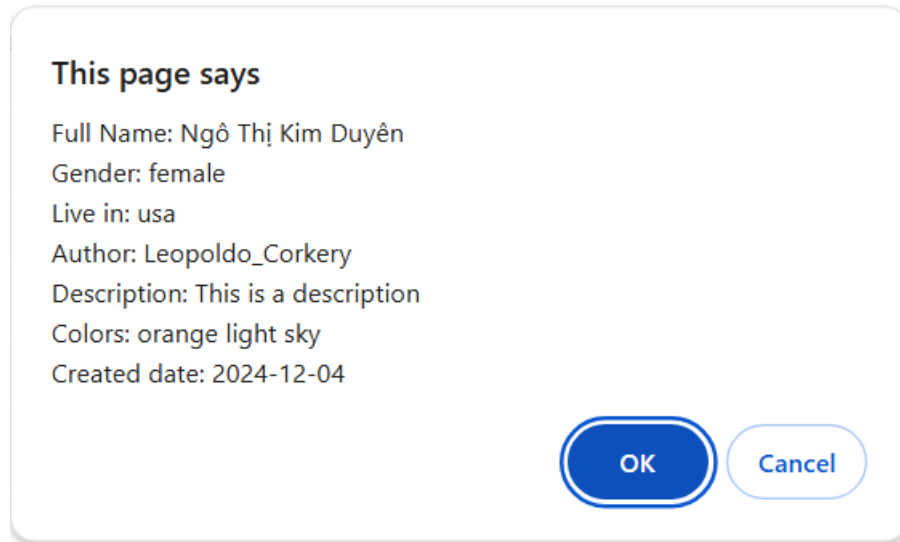 This page says
Full Name: Ngô Thị Kim Duyên
Gender: female
Live in: usa
Author: Leopoldo_Corkery
Description: This is a description
Colors: orange light sky
Created date: 2024-12-04
OK
Cancel